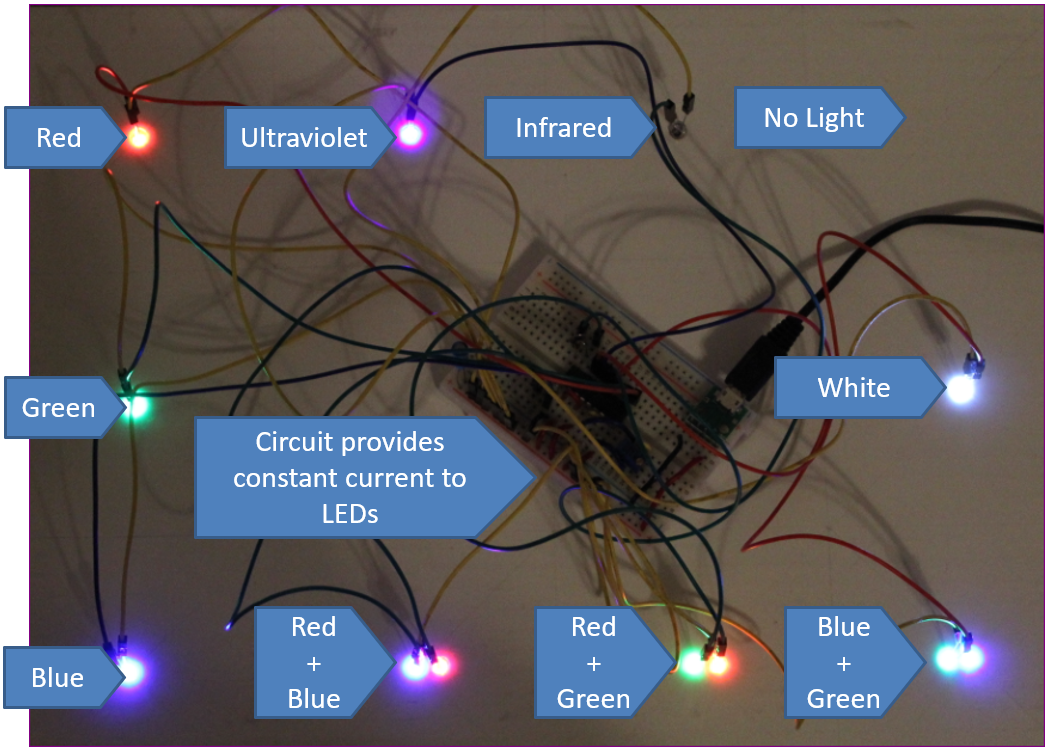 Red
Ultraviolet
Infrared
No Light
Green
White
Circuit provides
constant current to
LEDs
Blue
Red
+
Blue
Red
+
Green
Blue
+
Green